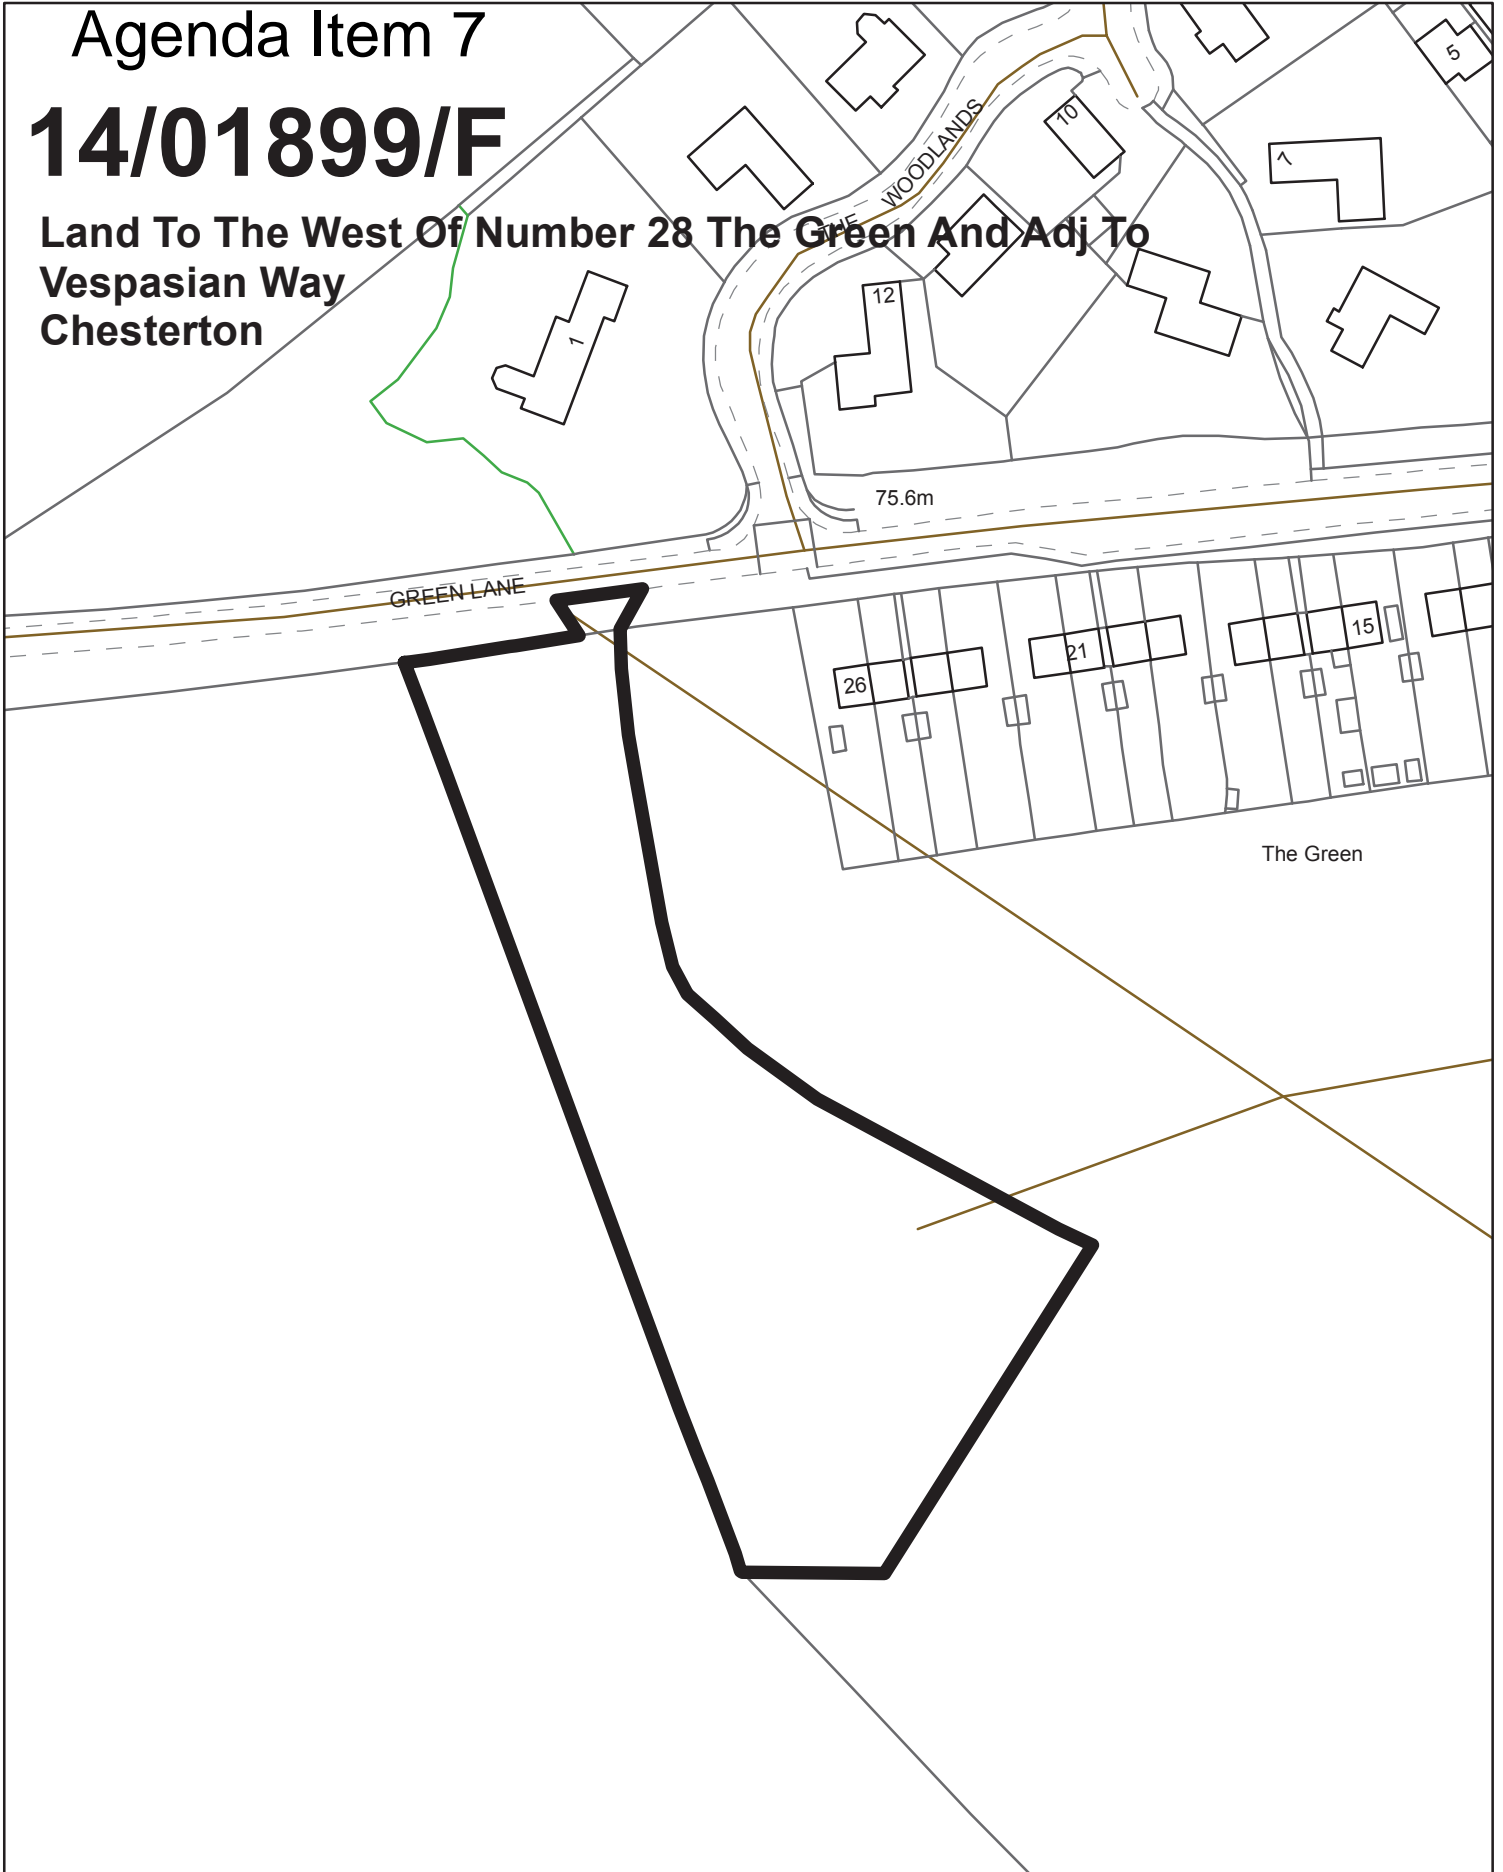 Agenda Item 7
14/01899/F
Land To The West Of Number 28 The Green And Adj To
Vespasian Way
Chesterton
5
10
7
THE WOODLANDS
12
1
75.6m
GREEN LANE
15
21
26
The Green